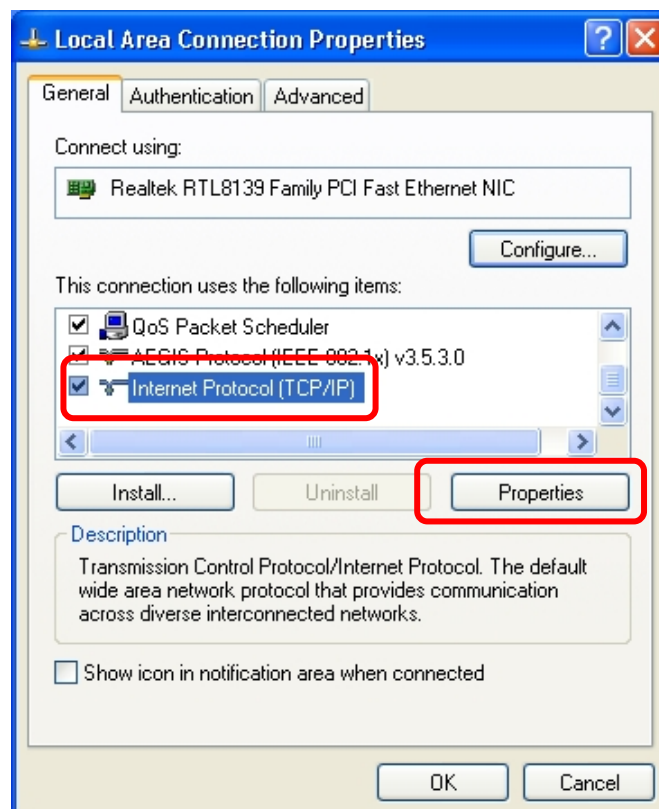 Local Area Connection Properties
General Authentication Advanced
Connect using:
Realtek RTL8139 Family PCI Fast Ethernet NIC
Configure...
This connection uses the following items:
QoS Packet Scheduler
AEGIS Protocol (IEEE 802.1x) v3.5.3.0
Internet Protocol (TCP/IP)
Install... Uninstall Properties
Description
Transmission Control Protocol/Internet Protocol. The default
wide area network protocol that provides communication
across diverse interconnected networks.
Show icon in notification area when connected
OK Cancel